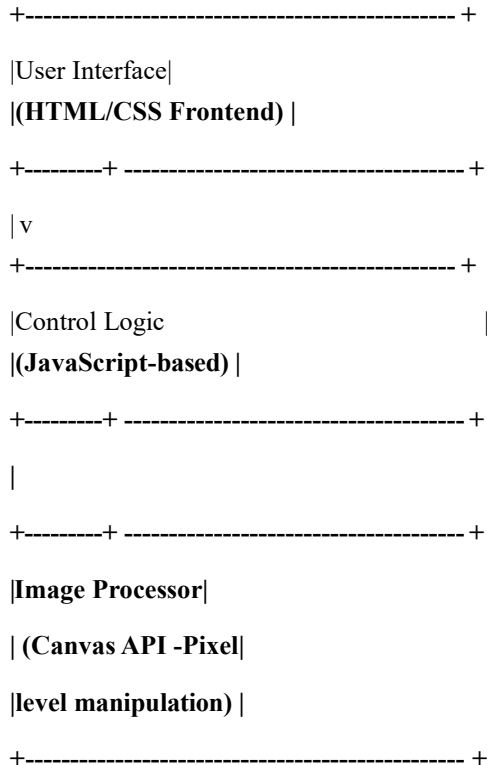 +------------------------------------------------ +
|User Interface|
|(HTML/CSS Frontend) |
+---------+ -------------------------------------- +
| v
+------------------------------------------------ +
|Control Logic |
|(JavaScript-based) |
+---------+ -------------------------------------- +
|
+---------+ -------------------------------------- +
|Image Processor|
| (Canvas API -Pixel|
|level manipulation) |
+------------------------------------------------- +